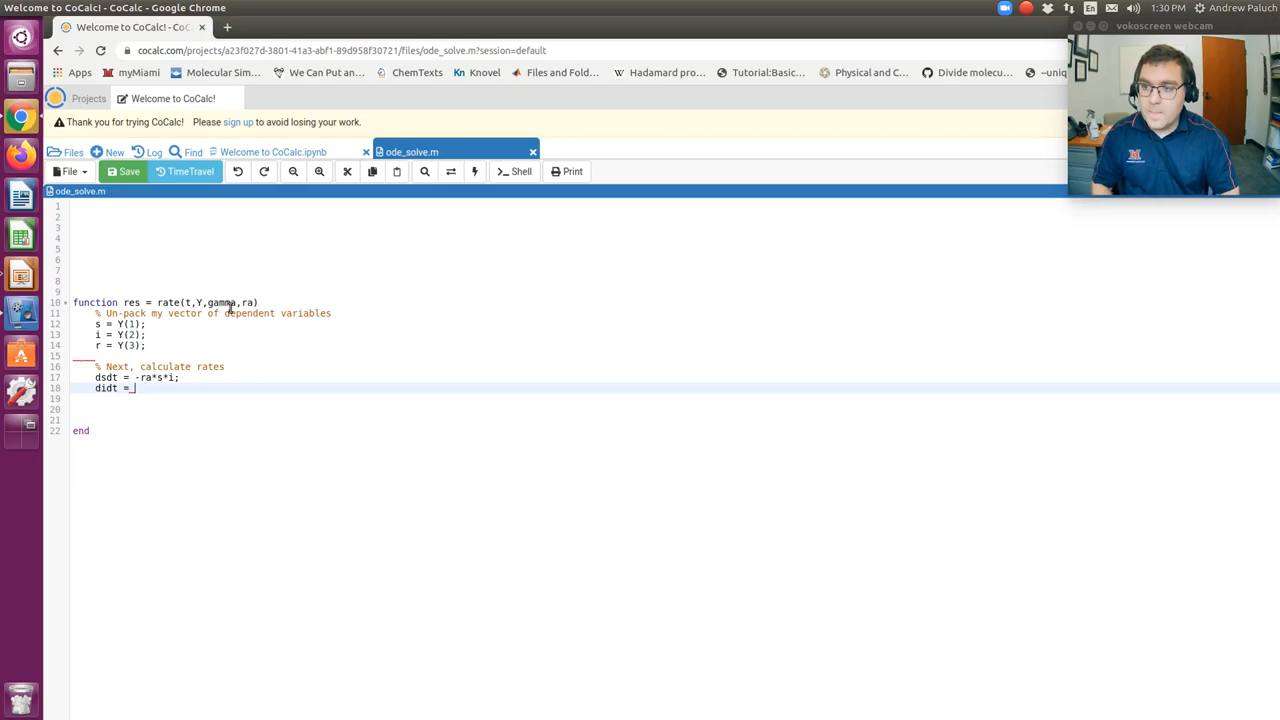 Welcome to CoCalc! - CoCalc - Google Chrome
En
1:30 PM
Andrew Paluch
Welcome to CoCalc! - CoC
cocalc.com/projects/a23f027d-3801-41a3-abf1-89d958f30721/files/ode_solve.m?session=default
vokoscreen webcam
Apps
myMiami
Molecular Sim...
We Can Put an...
ChemTexts
Kn Knovel
Files and Fold...
W Hadamard pro...
Tutorial:Basic...
Physical and C...
Divide molecu...
--uniq
Projects
Welcome to CoCalc!
Thank you for trying CoCalc! Please sign up to avoid losing your work.
Files
New
Log
Find
Welcome to CoCalc.ipynb
ode_solve.m
File
Save
TimeTravel
Shell
Print
ode_solve.m
1
2
3
4
5
6
7
8
9
10 function res = rate(t,Y,gamma,ra)
11 % Un-pack my vector of dependent variables
12 s = Y(1);
13 i = Y(2);
14 r = Y(3);
15
16 % Next, calculate rates
17 dsdt = -ra*s*i;
18 didt =
19
20
21
22 end